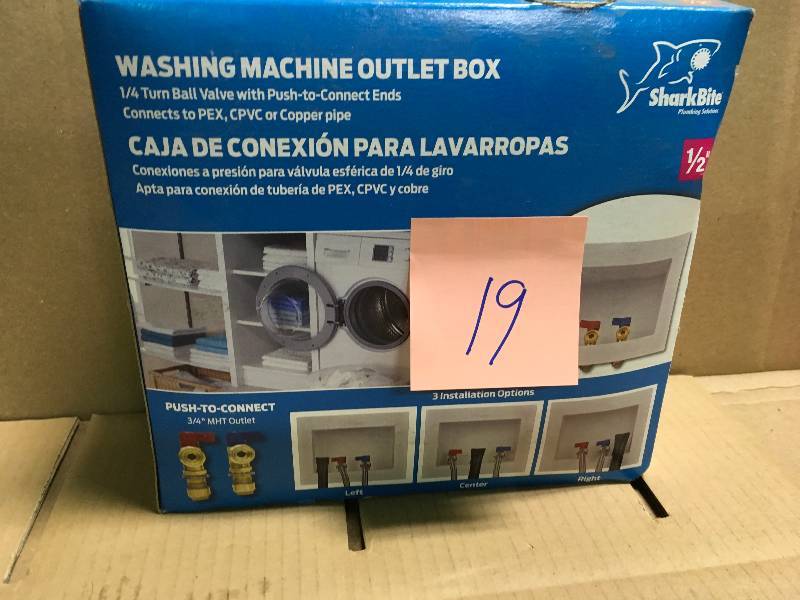 WASHING MACHINE OUTLET BOX
1/4 Turn Ball Valve with Push-to-Connect Ends
Connects to PEX, CPVC or Copper pipe
SharkBite
Plumbing Solutions
CAJA DE CONEXIÓN PARA LAVARROPAS
Conexiones a presión para válvula esférica de 1/4 de giro
Apta para conexión de tubería de PEX, CPVC y cobre
1/2"
19
3 Installation Options
PUSH-TO-CONNECT
3/4" MHT Outlet
Left
Center
Right